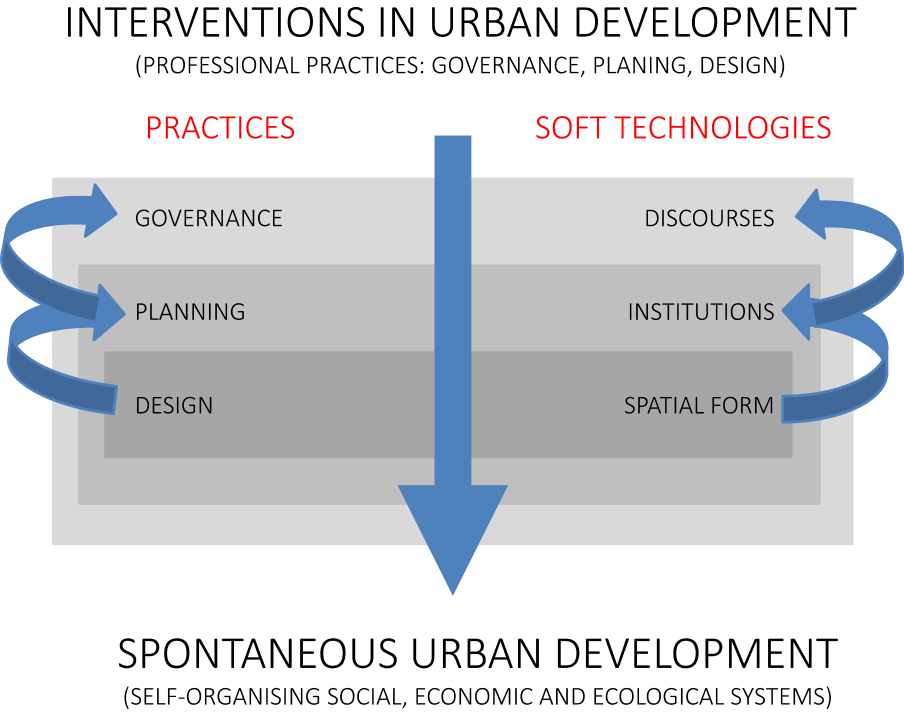 INTERVENTIONS IN URBAN DEVELOPMENT
(PROFESSIONAL PRACTICES: GOVERNANCE, PLANING, DESIGN)
PRACTICES
SOFT TECHNOLOGIES
GOVERNANCE
DISCOURSES
PLANNING
INSTITUTIONS
DESIGN
SPATIAL FORM
SPONTANEOUS URBAN DEVELOPMENT
(SELF-ORGANISING SOCIAL, ECONOMIC AND ECOLOGICAL SYSTEMS)